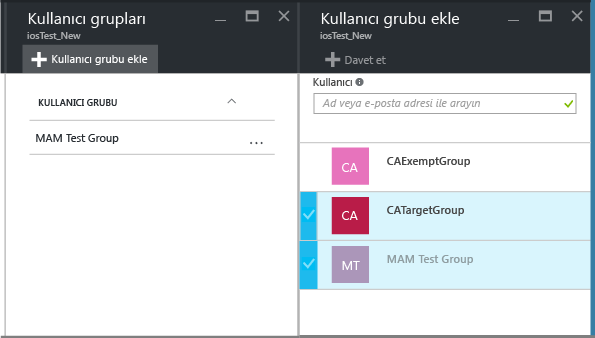 Kullanıcı grupları
iosTest_New
Kullanıcı grubu ekle
KULLANICI GRUBU
MAM Test Group
...
Kullanıcı grubu ekle
iosTest_New
Davet et
Kullanıcı
Ad veya e-posta adresi ile arayın
CA CAExemptGroup
CA CATargetGroup
MT MAM Test Group